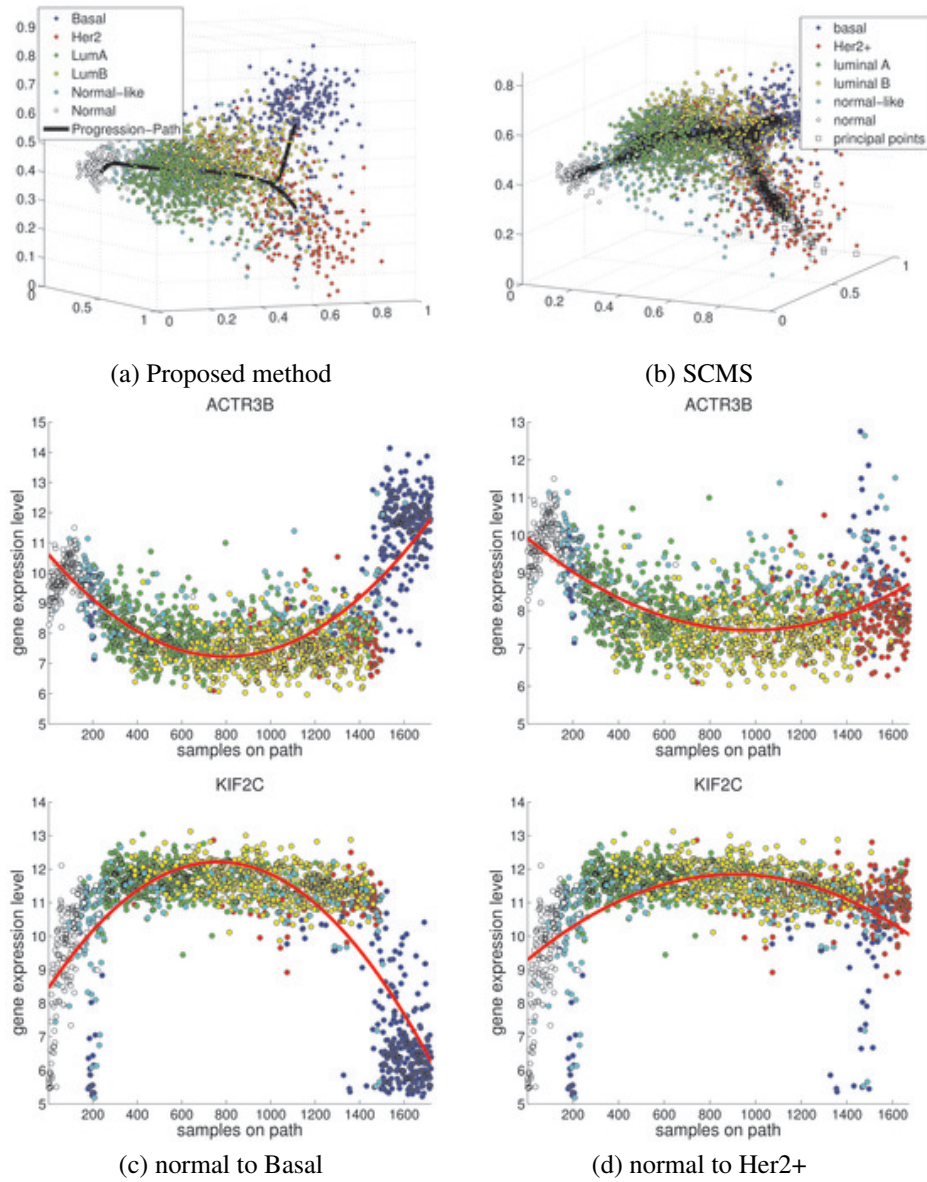 0.9
0.8
0.7
0.6
0.5
0.4
0.3
0.2
0.1
0
Basal
Her2
LumA
LumB
Normal-like
Normal
Progression-Path
0
0.5
1
0
0.2
0.4
0.6
0.8
1
(a) Proposed method
0.8
0.6
0.4
0.2
0
basal
Her2+
luminal A
luminal B
normal-like
normal
principal points
0
0.2
0.4
0.6
0.8
0
0.5
1
(b) SCMS
ACTR3B
gene expression level
15
14
13
12
11
10
9
8
7
6
5
200 400 600 800 1000 1200 1400 1600
samples on path
ACTR3B
gene expression level
13
12
11
10
9
8
7
6
5
200 400 600 800 1000 1200 1400 1600
samples on path
KIF2C
gene expression level
14
13
12
11
10
9
8
7
6
5
200 400 600 800 1000 1200 1400 1600
samples on path
(c) normal to Basal
KIF2C
gene expression level
14
13
12
11
10
9
8
7
6
5
200 400 600 800 1000 1200 1400 1600
samples on path
(d) normal to Her2+